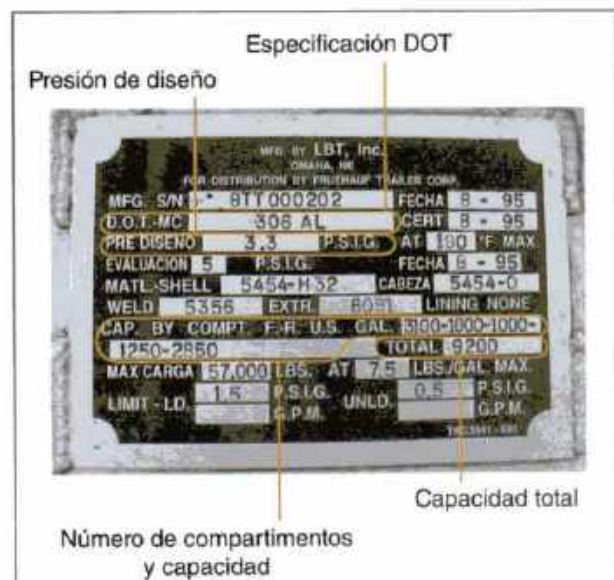 Especificación DOT
Presión de diseño
MFG. BY LBT, Inc.
OMAHA, NE
FOR DISTRIBUTION BY FRUEHAUF TRAILER CORP.
MFG. S/N 8TT000202 FECHA 8 - 95
D.O.T.-MC 306 AL CERT 8 - 95
PRE DISENO 3.3 P.S.I.G. AT 180 °F. MAX
EVALUACION 5 P.S.I.G. FECHA 8 - 95
MATL-SHELL 5454-H32 CABEZA 5454-0
WELD 5356 EXTR. LINING NONE
CAP. BY COMPT. F.-R. U.S. GAL. 3100-1000-1000-
1250-2850 TOTAL 9200
MAX CARGA 57,000 LBS. AT 7.5 LBS./GAL. MAX.
LIMIT - LD. 1.5 P.S.I.G. UNLD. 0.5 P.S.I.G.
G.P.M. G.P.M.
Capacidad total
Número de compartimentos
y capacidad